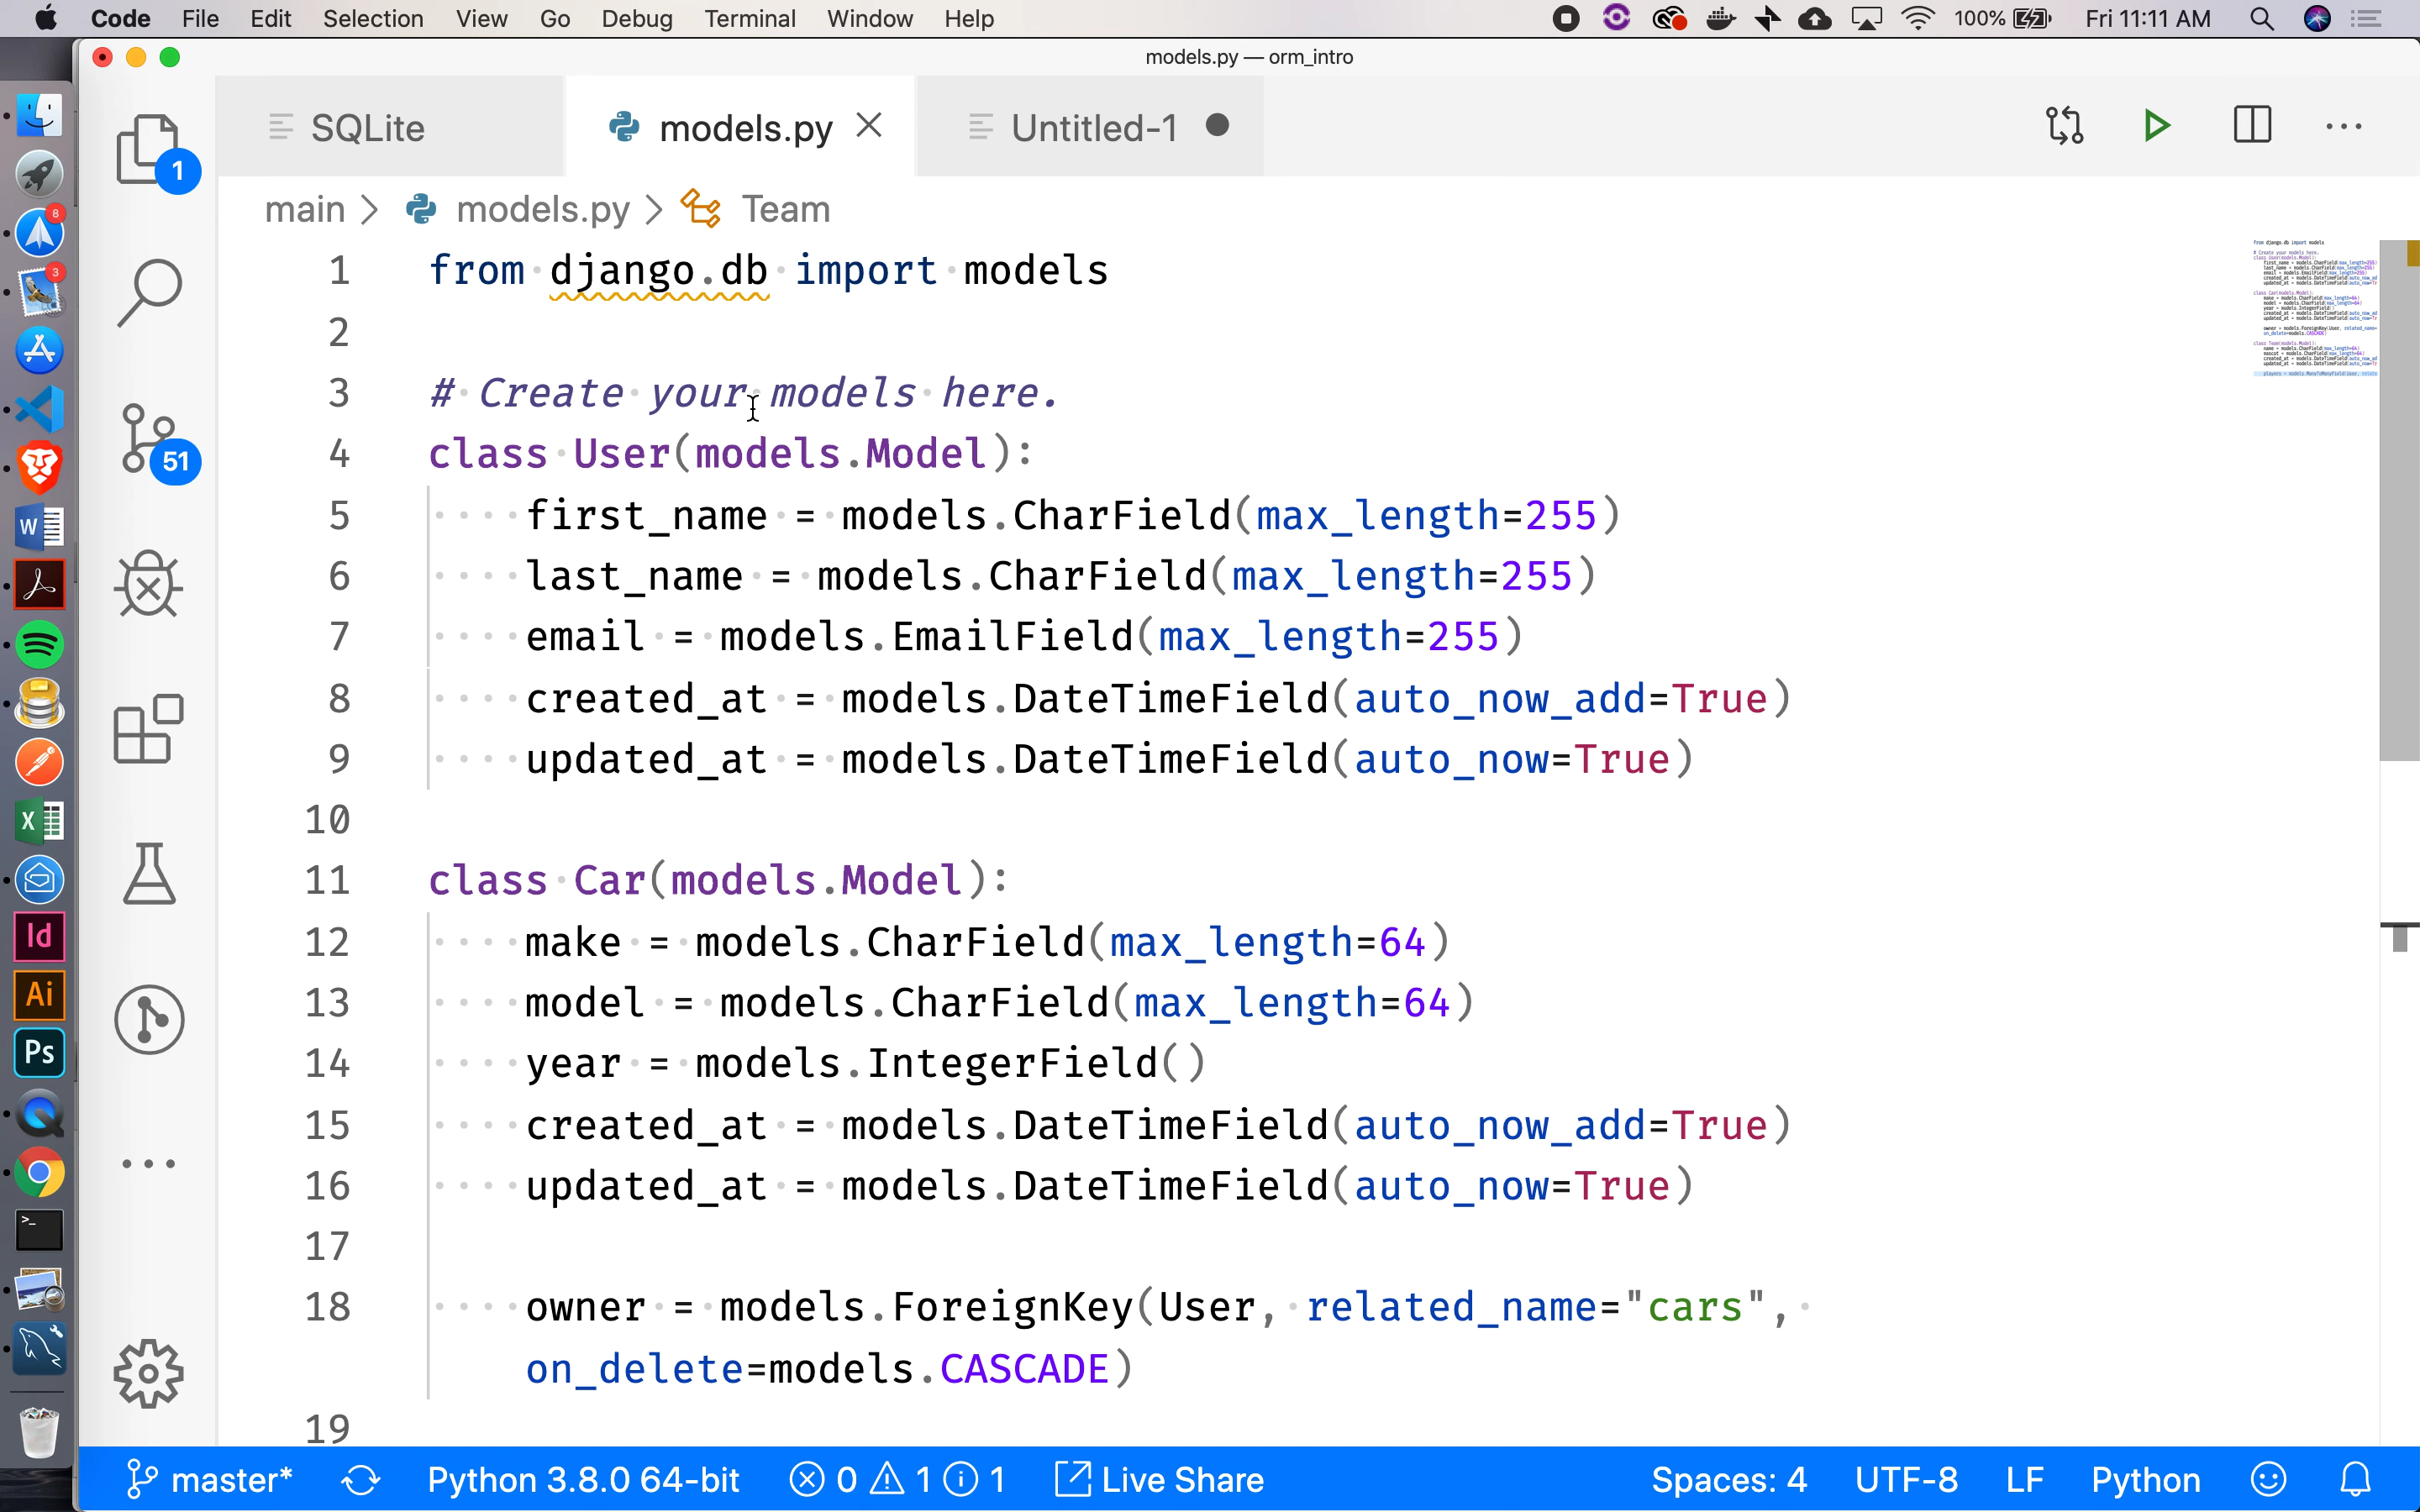 Code File Edit Selection View Go Debug Terminal Window Help 100% Fri 11:11 AM
models.py — orm_intro
SQLite models.py Untitled-1
main > models.py > Team
1 from django.db import models
2
3 # Create your models here.
4 class User(models.Model):
5 first_name = models.CharField(max_length=255)
6 last_name = models.CharField(max_length=255)
7 email = models.EmailField(max_length=255)
8 created_at = models.DateTimeField(auto_now_add=True)
9 updated_at = models.DateTimeField(auto_now=True)
10
11 class Car(models.Model):
12 make = models.CharField(max_length=64)
13 model = models.CharField(max_length=64)
14 year = models.IntegerField()
15 created_at = models.DateTimeField(auto_now_add=True)
16 updated_at = models.DateTimeField(auto_now=True)
17
18 owner = models.ForeignKey(User, related_name="cars",
on_delete=models.CASCADE)
19
1
51
8
3
W
X
Id
Ai
Ps
master* Python 3.8.0 64-bit 0 1 1 Live Share Spaces: 4 UTF-8 LF Python